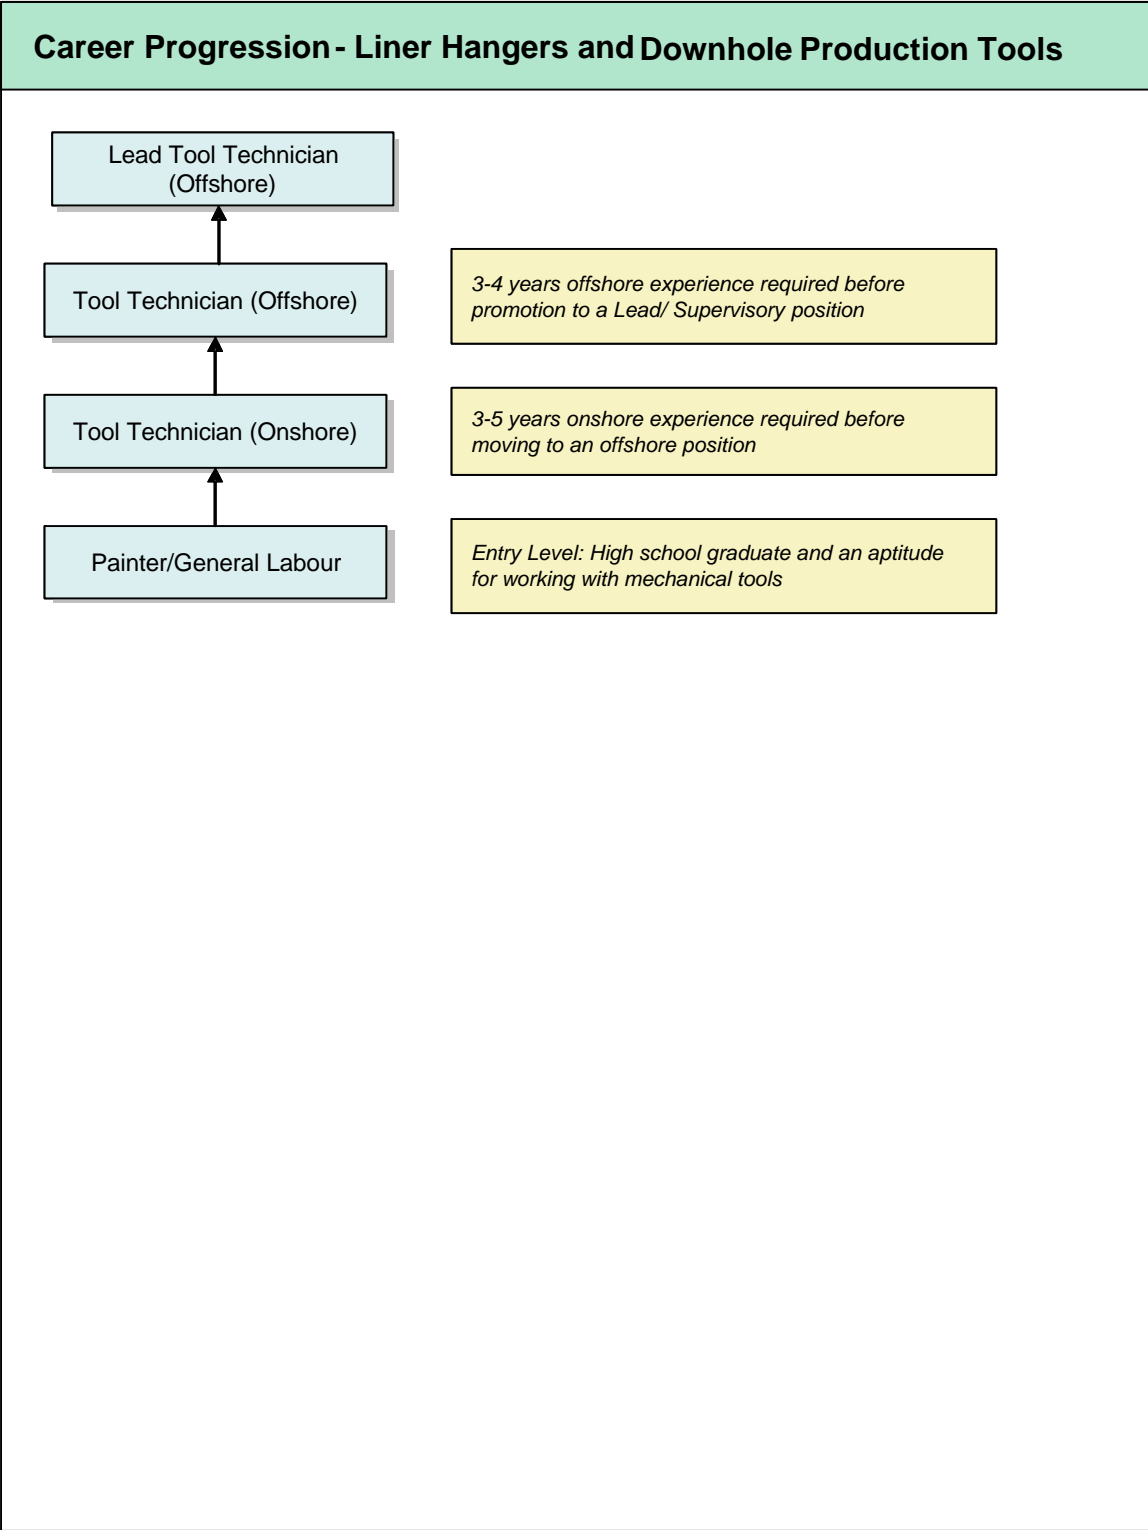 Career Progression - Liner Hangers and Downhole Production Tools
Lead Tool Technician
(Offshore)
Tool Technician (Offshore)
3-4 years offshore experience required before
promotion to a Lead/ Supervisory position
Tool Technician (Onshore)
3-5 years onshore experience required before
moving to an offshore position
Painter/General Labour
Entry Level: High school graduate and an aptitude
for working with mechanical tools